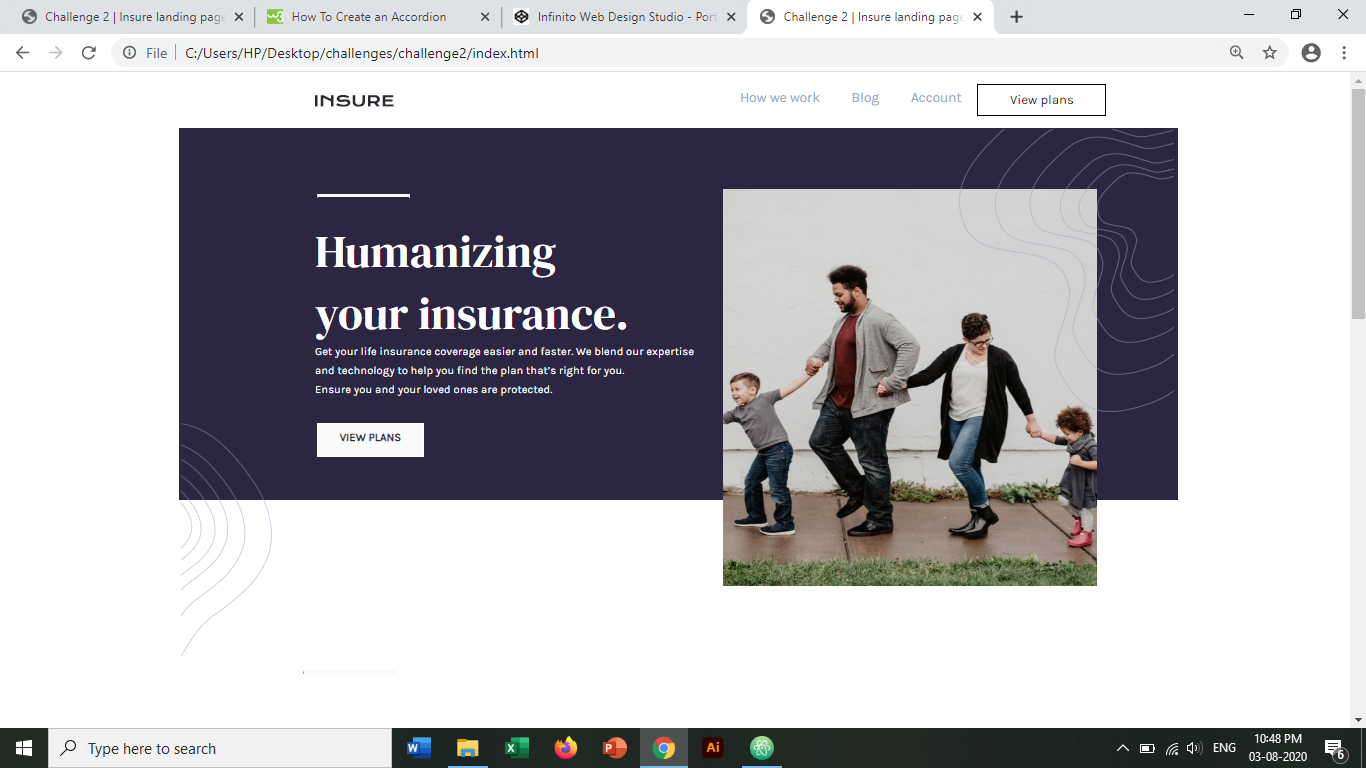 Challenge 2 | Insure landing page
How To Create an Accordion
Infinito Web Design Studio - Port
Challenge 2 | Insure landing page
File
C:/Users/HP/Desktop/challenges/challenge2/index.html
INSURE
How we work
Blog
Account
View plans
Humanizing
your insurance.
Get your life insurance coverage easier and faster. We blend our expertise
and technology to help you find the plan that's right for you.
Ensure you and your loved ones are protected.
VIEW PLANS
Type here to search
ENG
10:48 PM
03-08-2020
6